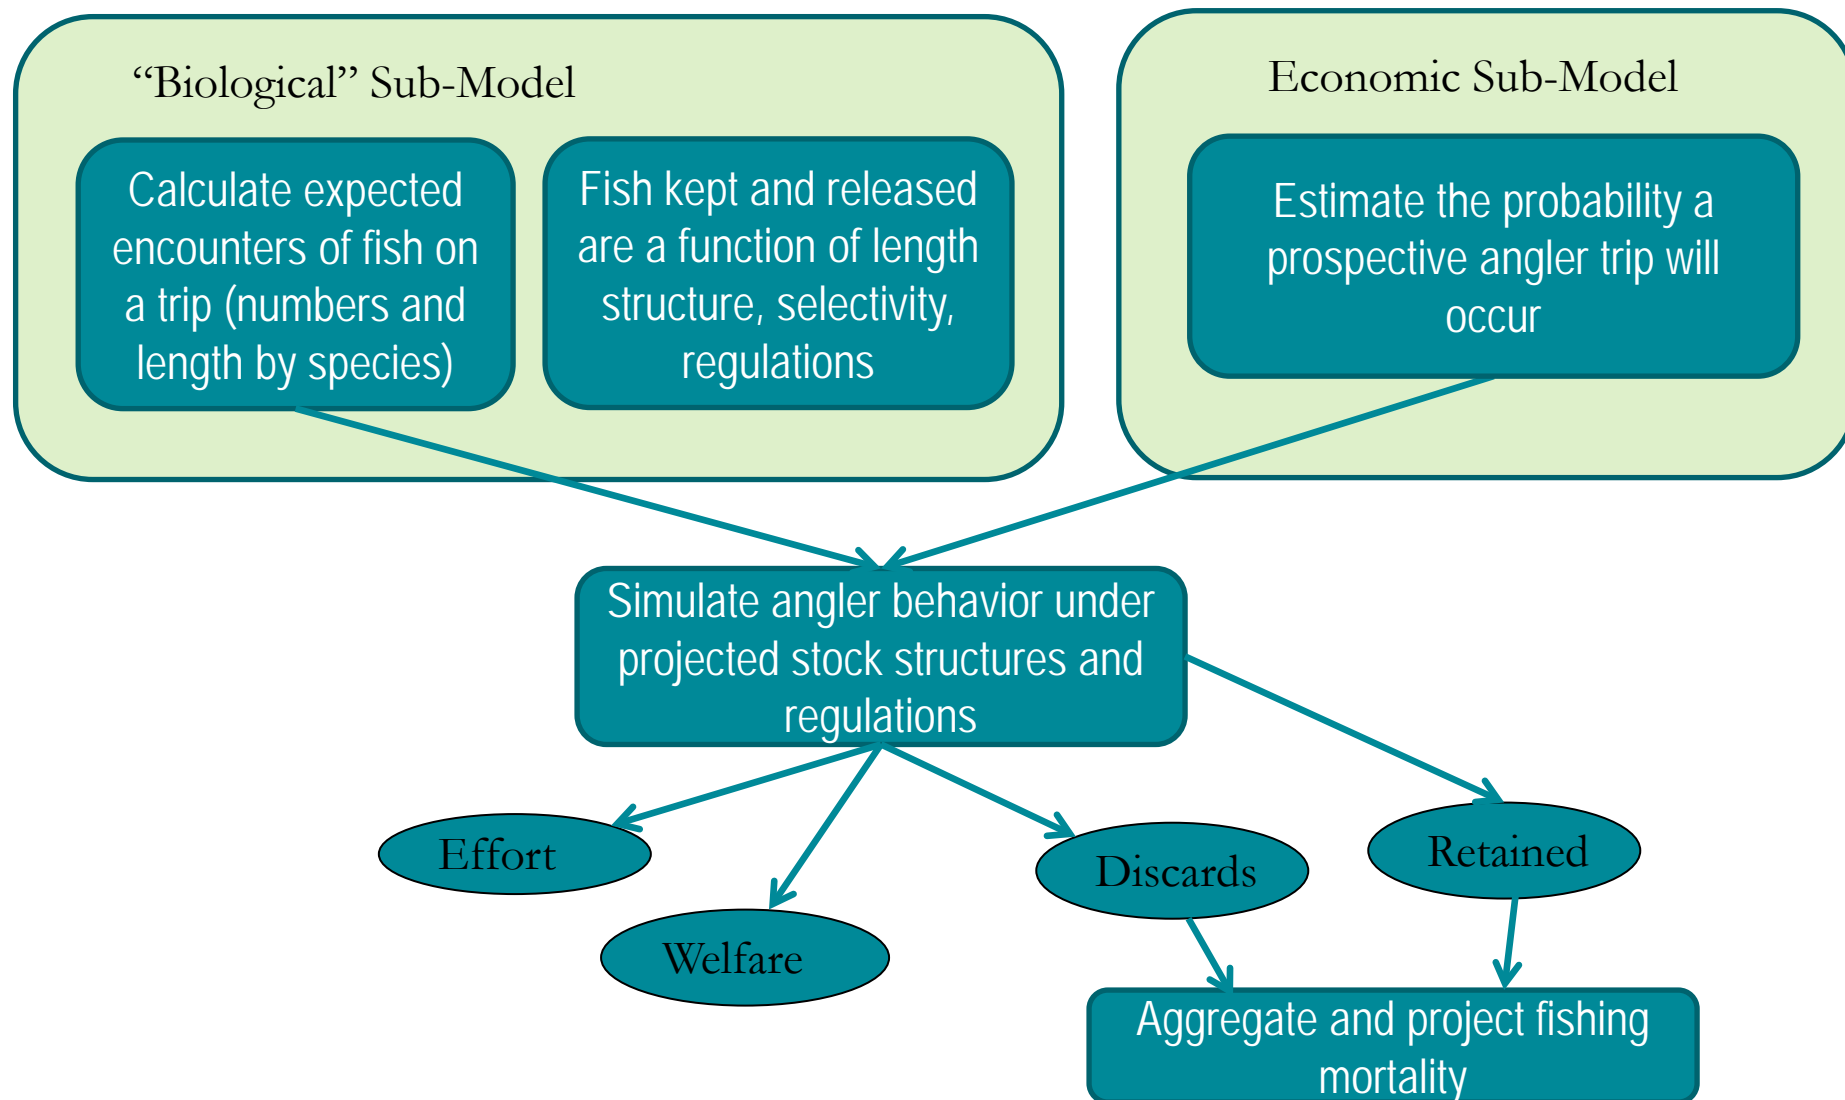 “Biological” Sub-Model
Calculate expected
encounters of fish on
a trip (numbers and
length by species)
Fish kept and released
are a function of length
structure, selectivity,
regulations
Economic Sub-Model
Estimate the probability a
prospective angler trip will
occur
Simulate angler behavior under
projected stock structures and
regulations
Effort
Welfare
Discards
Retained
Aggregate and project fishing
mortality